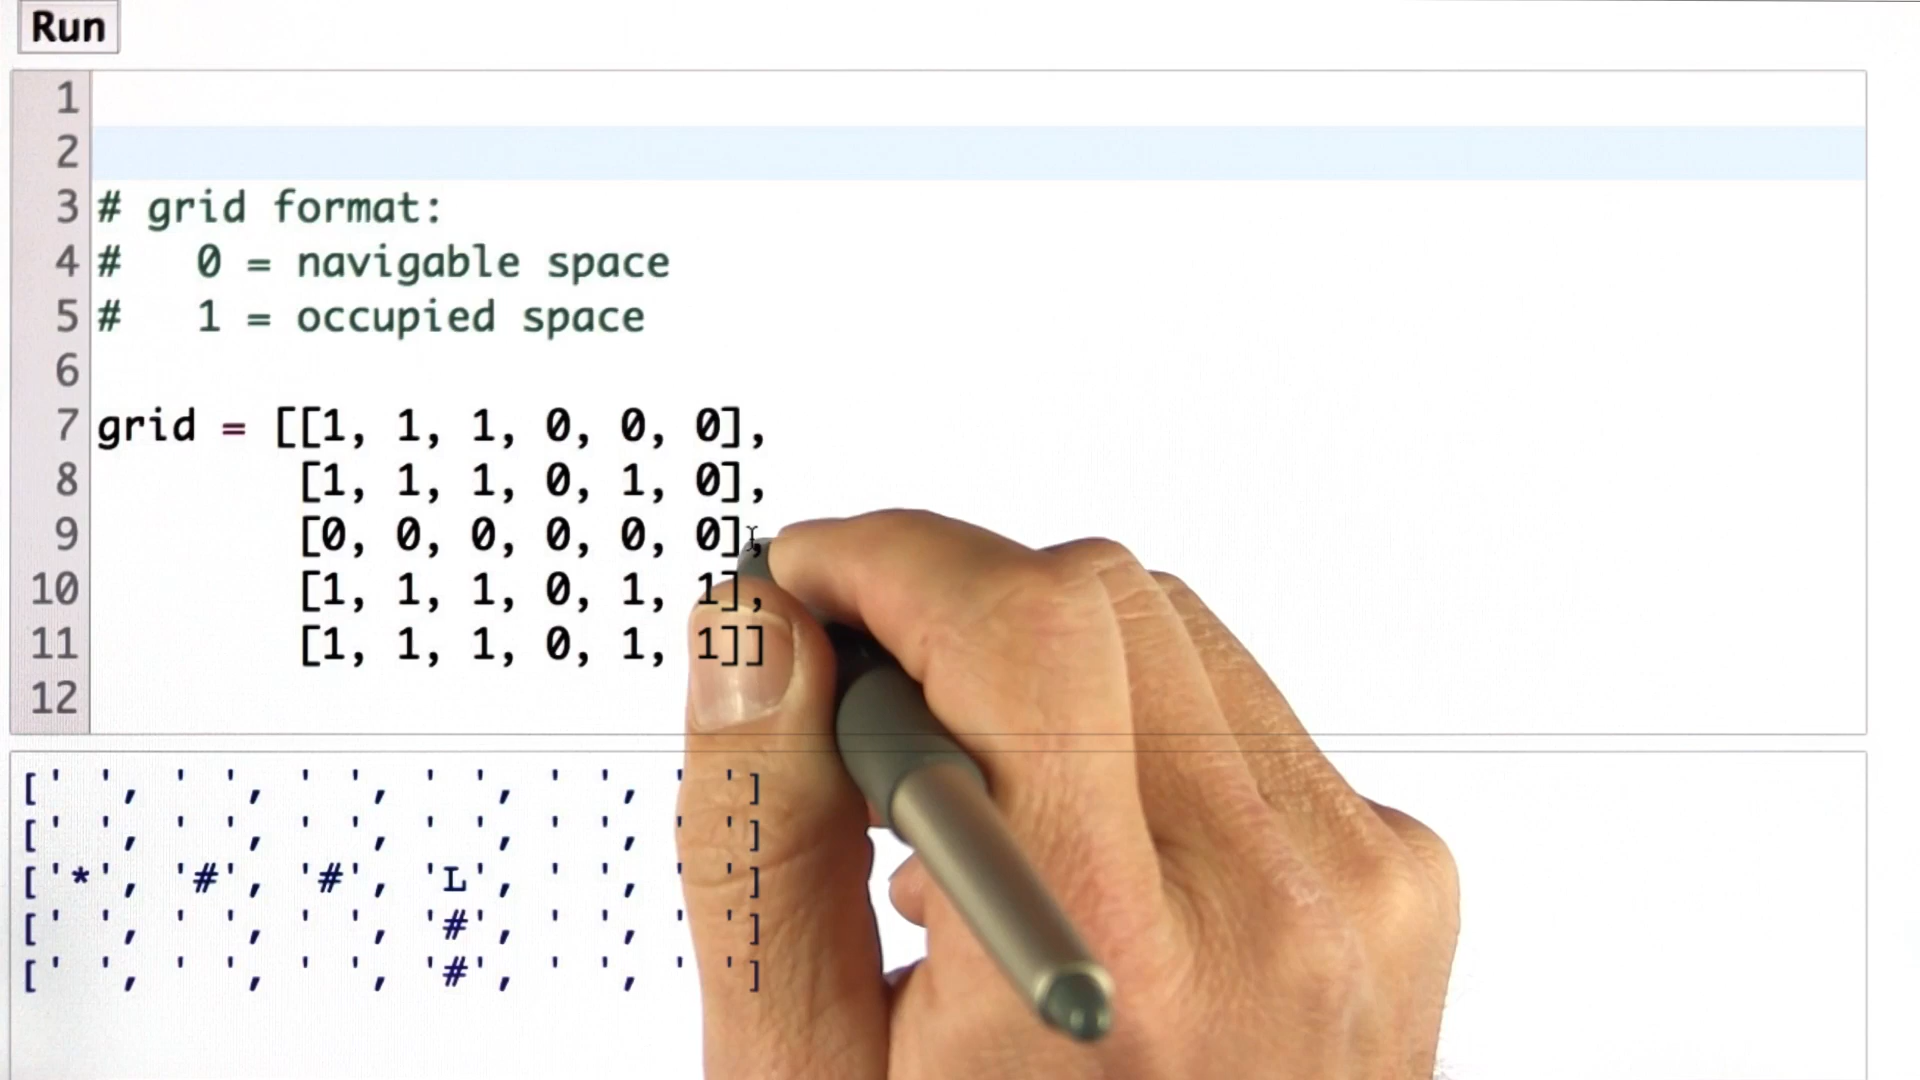 Run
1
2
3 # grid format:
4 #   0 = navigable space
5 #   1 = occupied space
6
7 grid = [[1, 1, 1, 0, 0, 0],
8 [1, 1, 1, 0, 1, 0],
9 [0, 0, 0, 0, 0, 0],
10 [1, 1, 1, 0, 1, 1],
11 [1, 1, 1, 0, 1, 1]]
12
[' ', ' ', ' ', ' ', ' ', ' ']
[' ', ' ', ' ', ' ', ' ', ' ']
['*', '#', '#', 'L', ' ', ' ']
[' ', ' ', ' ', '#', ' ', ' ']
[' ', ' ', ' ', '#', ' ', ' ']